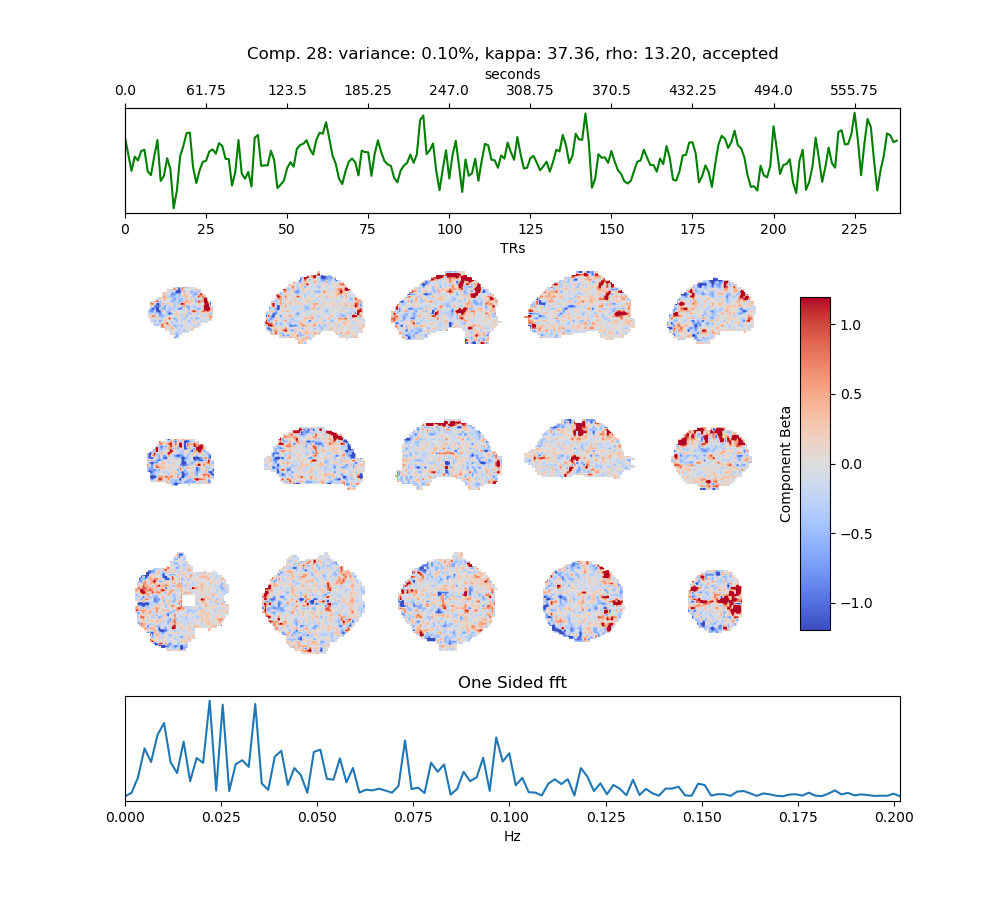 Comp. 28: variance: 0.10%, kappa: 37.36, rho: 13.20, accepted
seconds
0.0 61.75 123.5 185.25 247.0 308.75 370.5 432.25 494.0 555.75
0 25 50 75 100 125 150 175 200 225
TRs
1.0
0.5
0.0
−0.5
−1.0
Component Beta
One Sided fft
0.000 0.025 0.050 0.075 0.100 0.125 0.150 0.175 0.200
Hz